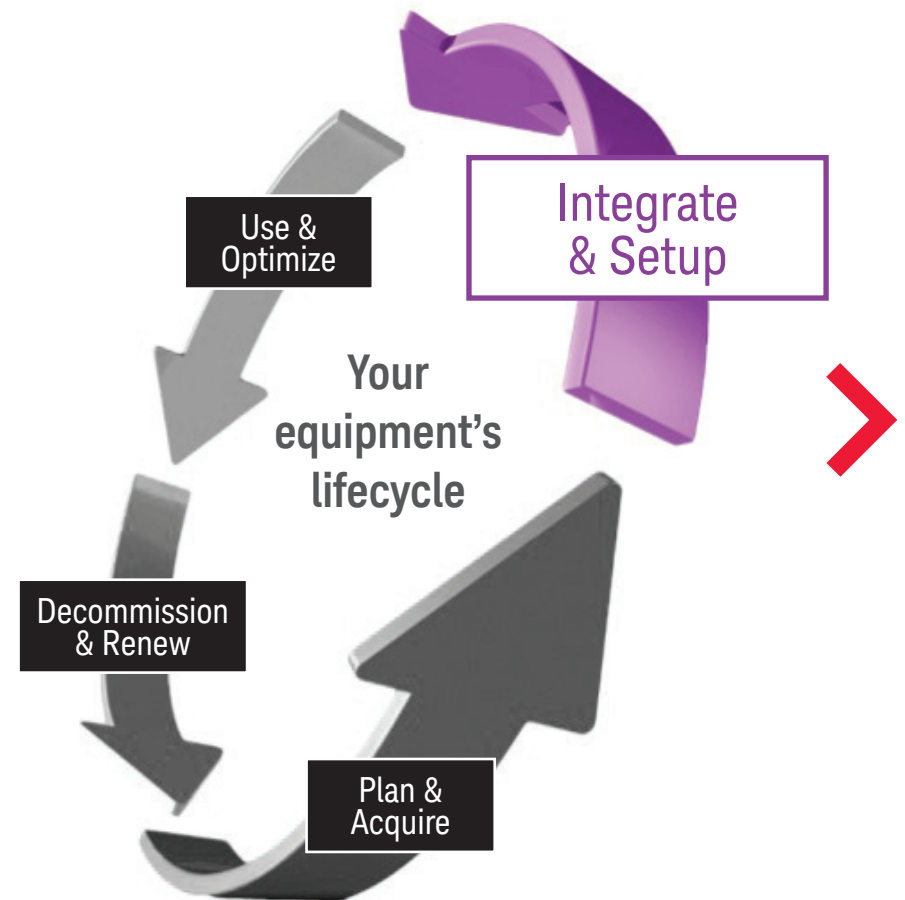 Integrate
& Setup
Use &
Optimize
Your
equipment’s
lifecycle
Decommission
& Renew
Plan &
Acquire